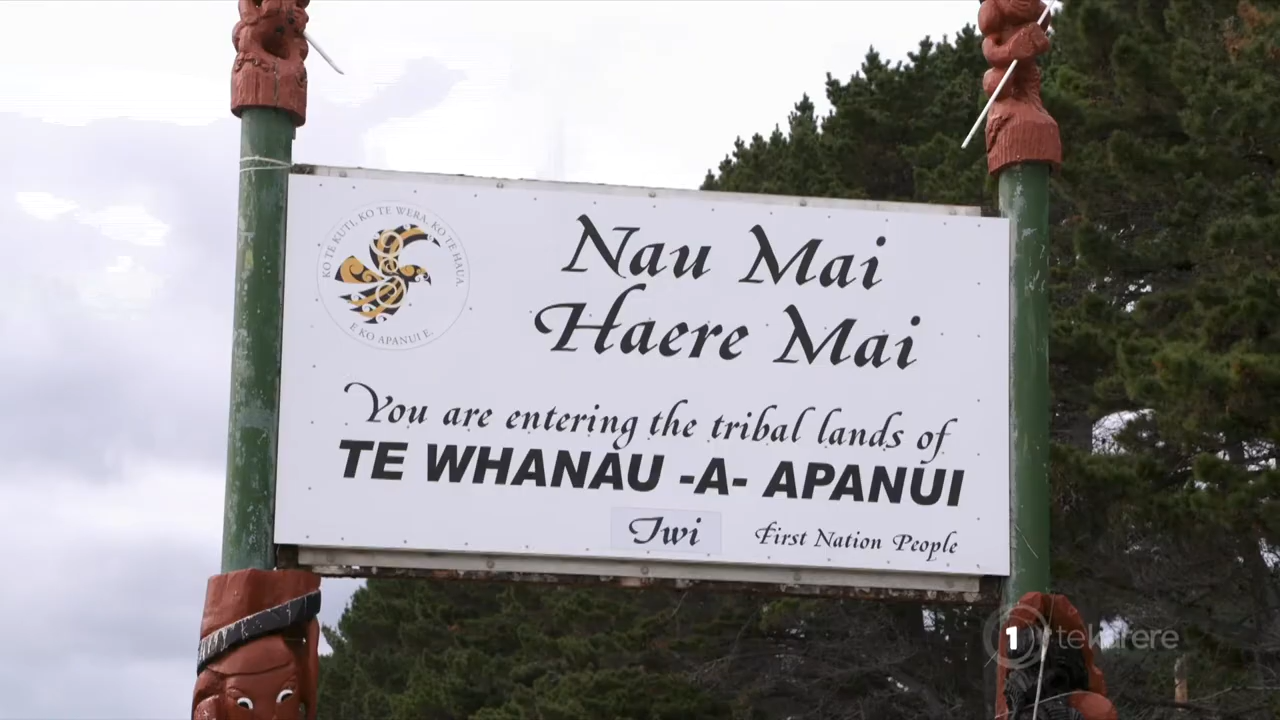 KO TE KUTI, KO TE WERA, KO TE HAUA.
E KO APANUI E.
Nau Mai
Haere Mai
You are entering the tribal lands of
TE WHANAU -A- APANUI
Iwi
First Nation People
1 tekarere